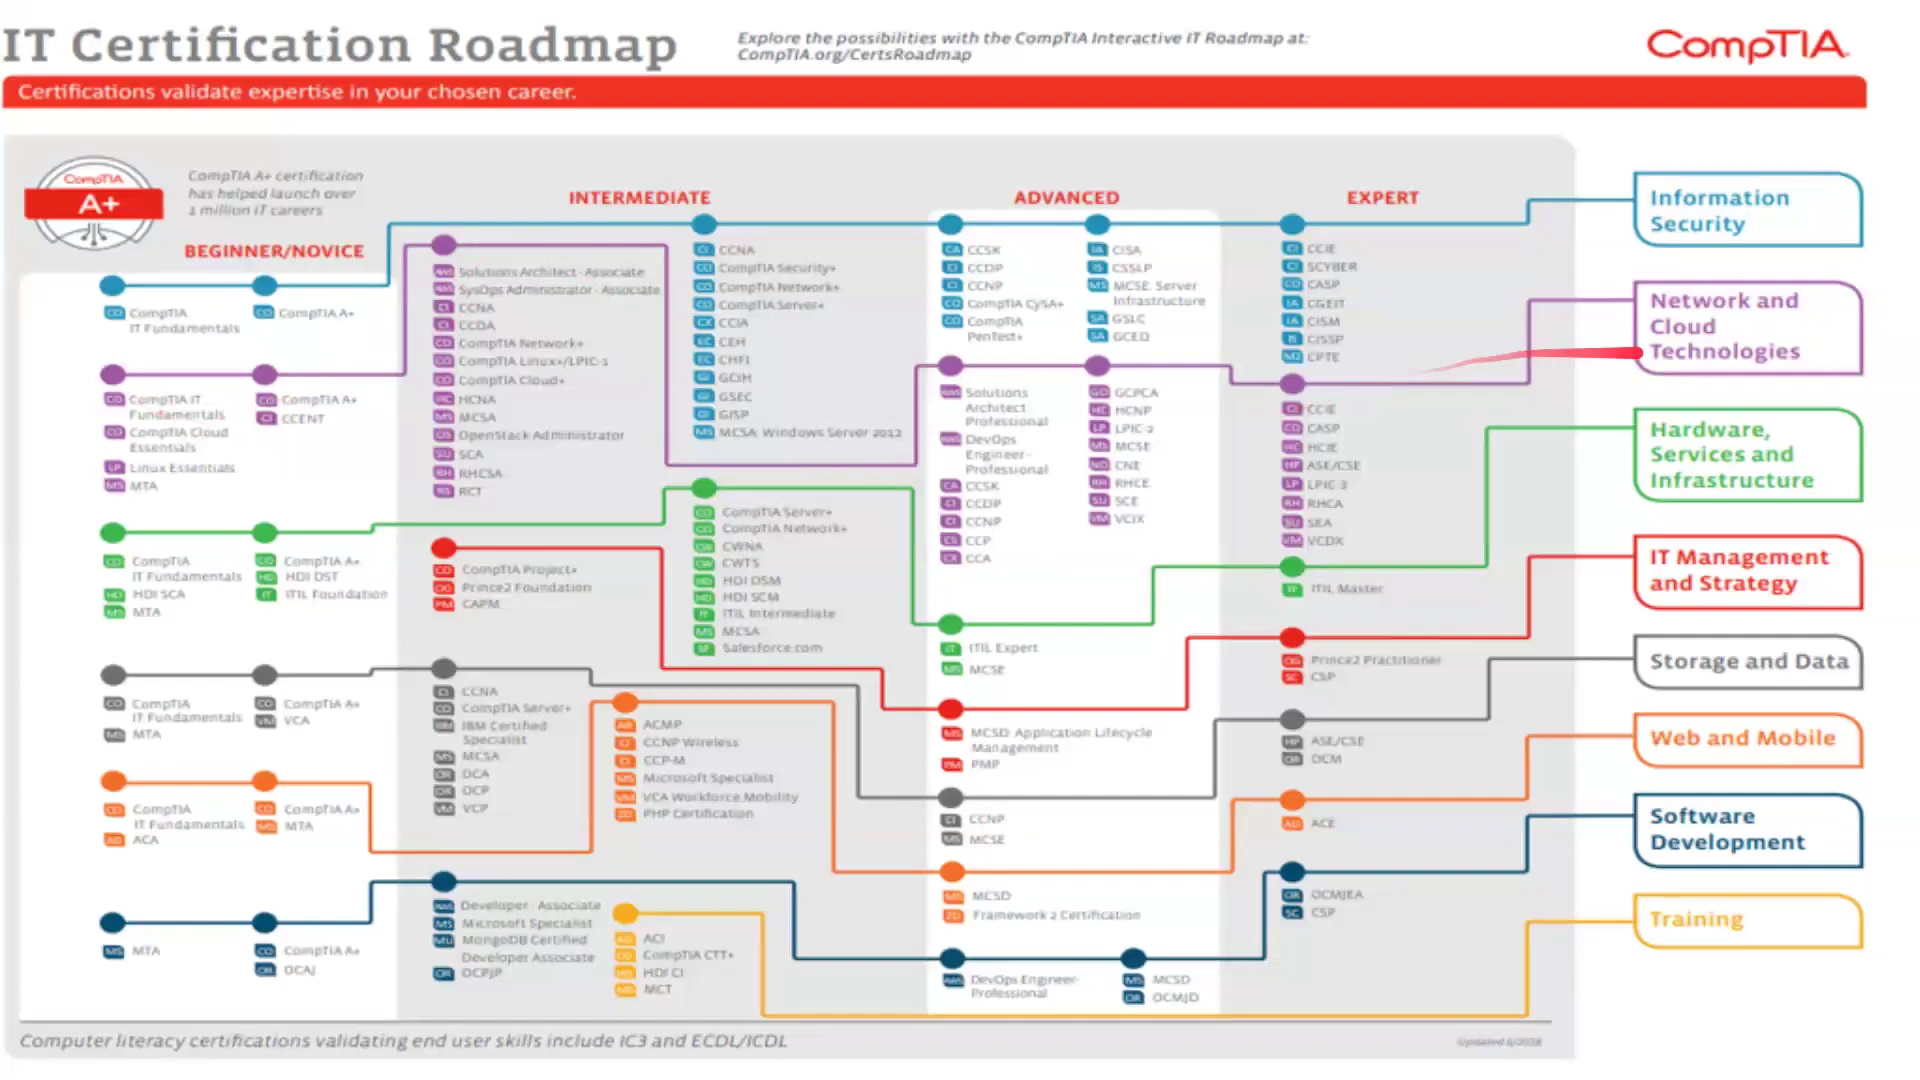 IT Certification Roadmap
Explore the possibilities with the CompTIA Interactive IT Roadmap at:
CompTIA.org/CertsRoadmap
CompTIA.
Certifications validate expertise in your chosen career.
CompTIA
A+
CompTIA A+ certification
has helped launch over
1 million IT careers
BEGINNER/NOVICE
INTERMEDIATE
ADVANCED
EXPERT
CompTIA
IT Fundamentals
CompTIA A+
CCNA
CompTIA Security+
CompTIA Network+
CompTIA Server+
CCIA
CEH
CHFI
GCIH
GSEC
GISP
MCSA: Windows Server 2012
CCSK
CCDP
CCNP
CompTIA CySA+
CompTIA
PenTest+
CISA
CSSLP
MCSE: Server
Infrastructure
GSLC
GCED
CCIE
SCYBER
CASP
CGEIT
CISM
CISSP
CPTE
Information
Security
CompTIA IT
Fundamentals
CompTIA Cloud
Essentials
Linux Essentials
MTA
CompTIA A+
CCENT
Solutions Architect - Associate
SysOps Administrator - Associate
CCNA
CCDA
CompTIA Network+
CompTIA Linux+/LPIC-1
CompTIA Cloud+
HCNA
MCSA
OpenStack Administrator
SCA
RHCSA
RCT
Solutions
Architect -
Professional
DevOps
Engineer -
Professional
CCSK
CCDP
CCNP
CCP
CCA
GCPCA
HCNP
LPIC-2
MCSE
CNE
RHCE
SCE
VCIX
CCIE
CASP
HCIE
ASE/CSE
LPIC-3
RHCA
SEA
VCDX
Network and
Cloud
Technologies
CompTIA
IT Fundamentals
HDI SCA
MTA
CompTIA A+
HDI DST
ITIL Foundation
CompTIA Server+
CompTIA Network+
CWNA
CWTS
HDI DSM
HDI SCM
ITIL Intermediate
MCSA
Salesforce.com
ITIL Expert
MCSE
ITIL Master
Hardware,
Services and
Infrastructure
CompTIA Project+
Prince2 Foundation
CAPM
MCSD: Application Lifecycle
Management
PMP
Prince2 Practitioner
CSP
IT Management
and Strategy
CompTIA
IT Fundamentals
MTA
CompTIA A+
VCA
CCNA
CompTIA Server+
IBM Certified
Specialist
MCSA
OCA
OCP
VCP
CCNP
MCSE
ASE/CSE
OCM
Storage and Data
CompTIA
IT Fundamentals
ACA
CompTIA A+
MTA
ACMP
CCNP Wireless
CCP-M
Microsoft Specialist
VCA Workforce Mobility
PHP Certification
MCSD
Framework 2 Certification
ACE
Web and Mobile
MTA
CompTIA A+
OCAJ
Developer - Associate
Microsoft Specialist
MongoDB Certified
Developer Associate
OCPJP
DevOps Engineer-
Professional
MCSD
OCMJD
OCMJEA
CSP
Software
Development
ACI
CompTIA CTT+
HDI CI
MCT
Training
Computer literacy certifications validating end user skills include IC3 and ECDL/ICDL